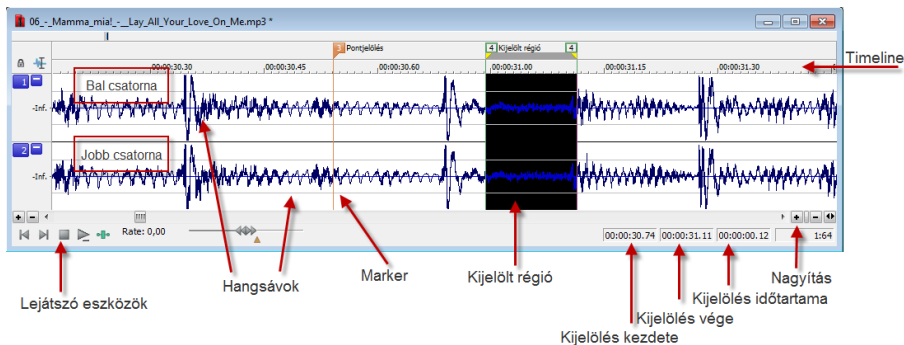 06_-_Mamma_mia!_-__Lay_All_Your_Love_On_Me.mp3 *
3 Pontjelölés
4 Kijelölt régió 4
Timeline
,00:00:30.30 ,00:00:30.45 ,00:00:30.60 ,00:00:31.00 ,00:00:31.15 ,00:00:31.30
1
Bal csatorna
-Inf.
2
Jobb csatorna
-Inf.
Rate: 0,00
00:00:30.74 00:00:31.11 00:00:00.12 1:64
Lejátszó eszközök
Hangsávok
Marker
Kijelölt régió
Nagyítás
Kijelölés időtartama
Kijelölés vége
Kijelölés kezdete